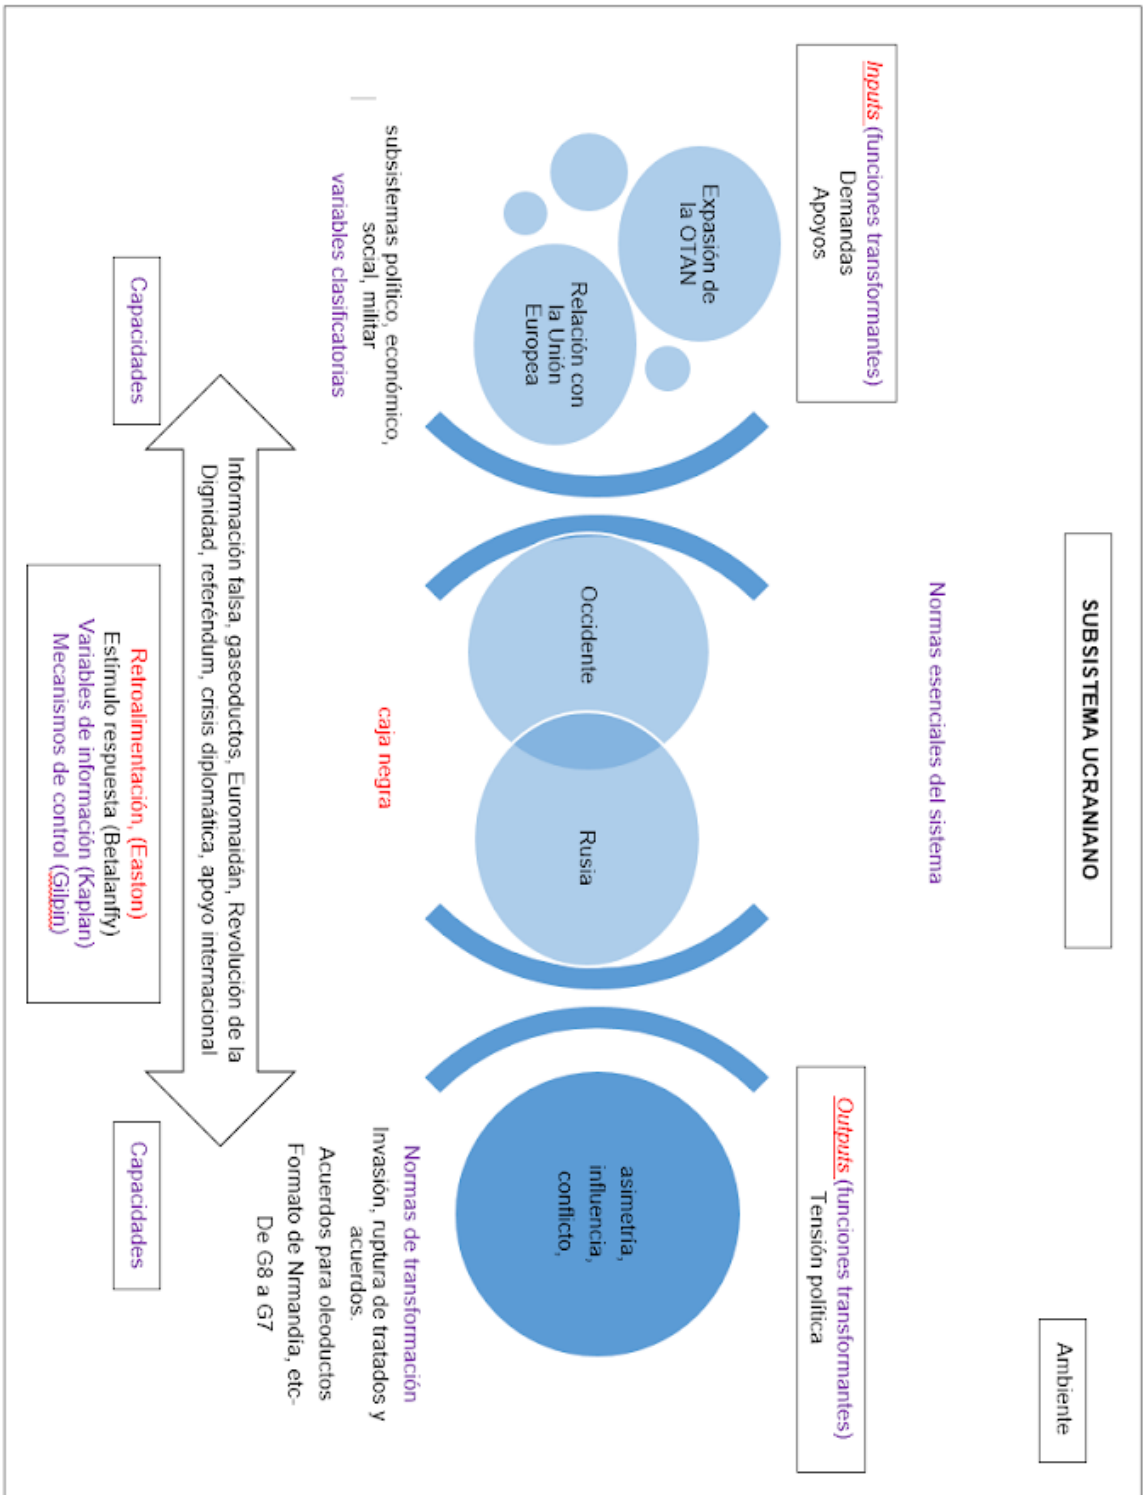 SUBSISTEMA UCRANIANO
Ambiente
Normas esenciales del sistema
Inputs (funciones transformantes)
Demandas
Apoyos
Outputs (funciones transformantes)
Tensión política
Expasión de
la OTAN
Relación con
la Unión
Europea
Occidente
Rusia
asimetría,
influencia,
conflicto,
subsistemas político, económico,
social, militar
variables clasificatorias
caja negra
Normas de transformación
Invasión, ruptura de tratados y
acuerdos.
Acuerdos para oleoductos
Formato de Nrmandía, etc-
De G8 a G7
Información falsa, gaseoductos, Euromaidán, Revolución de la
Dignidad, referéndum, crisis diplomática, apoyo internacional
Capacidades
Capacidades
Retroalimentación, (Easton)
Estímulo respuesta (Betalanffy)
Variables de información (Kaplan)
Mecanismos de control (Gilpin)